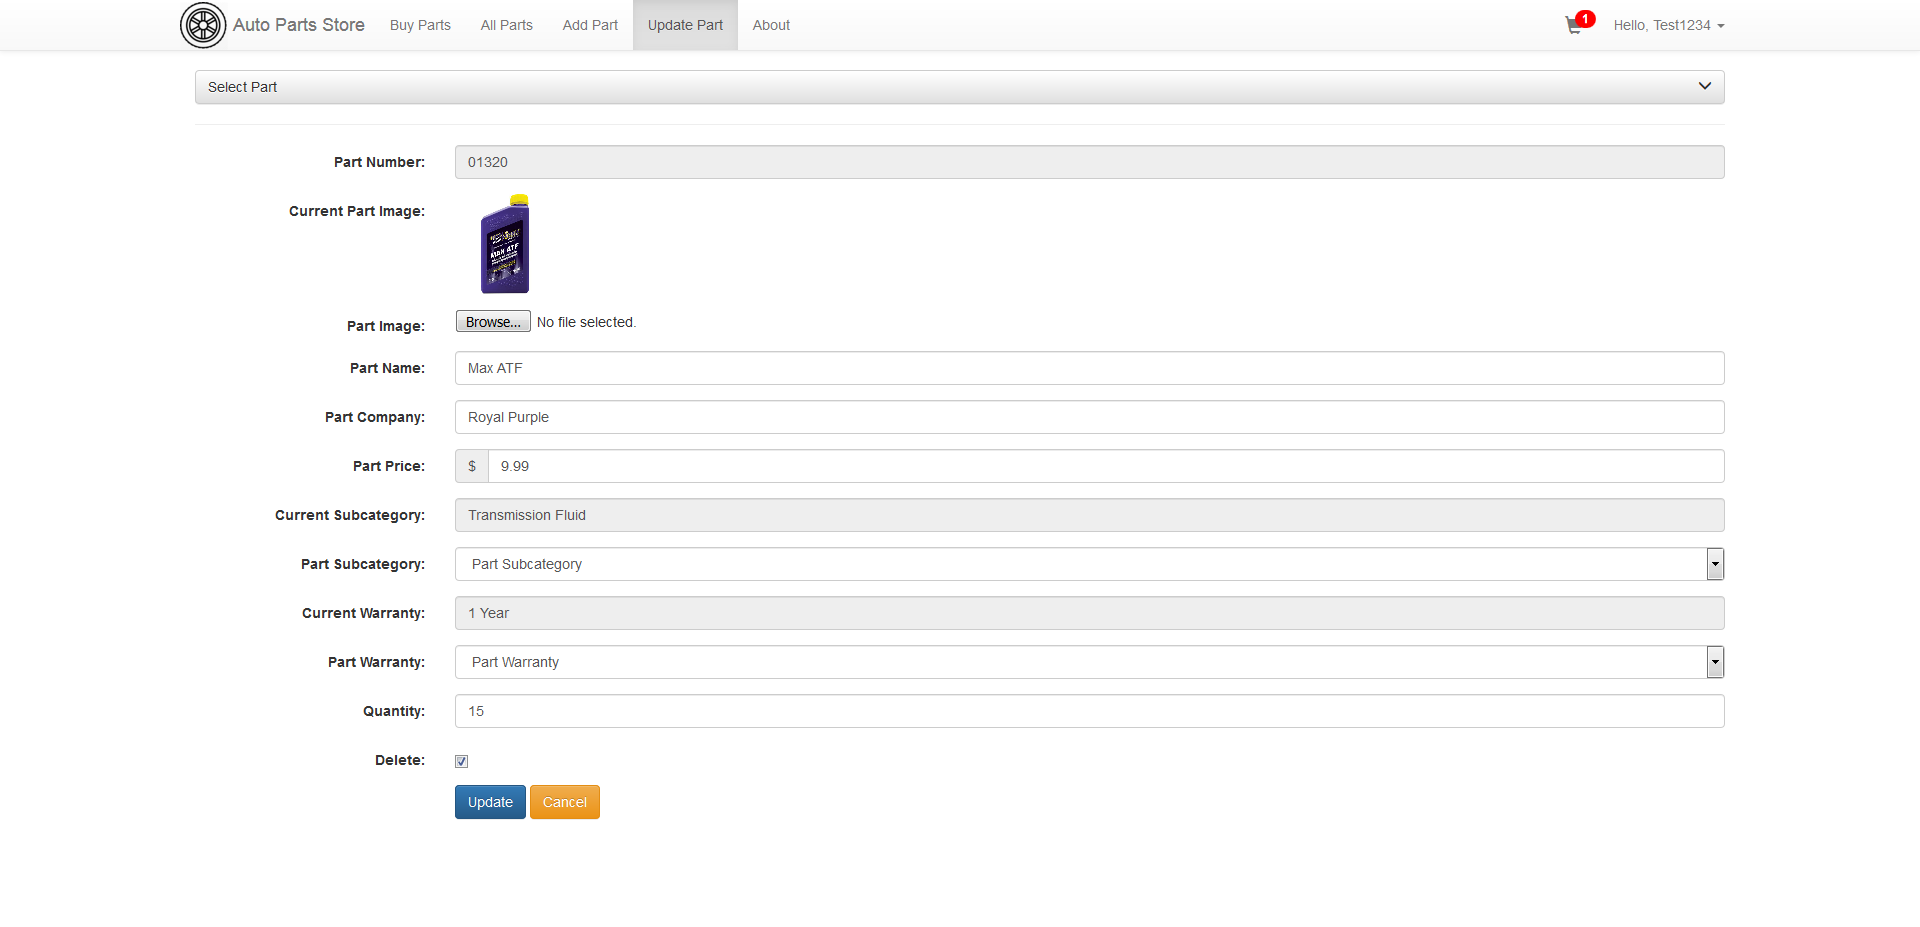 Auto Parts Store Buy Parts All Parts Add Part Update Part About 1 Hello, Test1234
Select Part
Part Number: 01320
Current Part Image:
MAX ATF
Part Image: Browse... No file selected.
Part Name: Max ATF
Part Company: Royal Purple
Part Price: $ 9.99
Current Subcategory: Transmission Fluid
Part Subcategory: Part Subcategory
Current Warranty: 1 Year
Part Warranty: Part Warranty
Quantity: 15
Delete:
Update Cancel